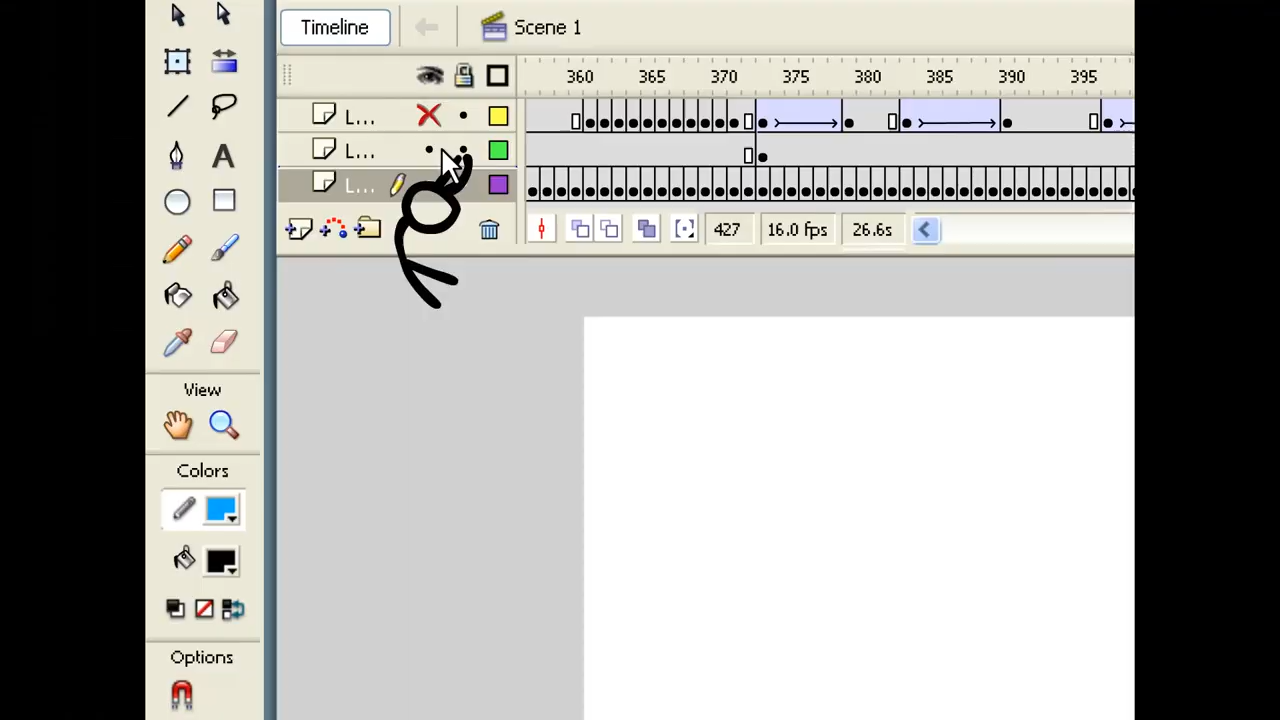 Timeline
Scene 1
360 365 370 375 380 385 390 395
L...
L...
L...
427 16.0 fps 26.6s
A
View
Colors
Options